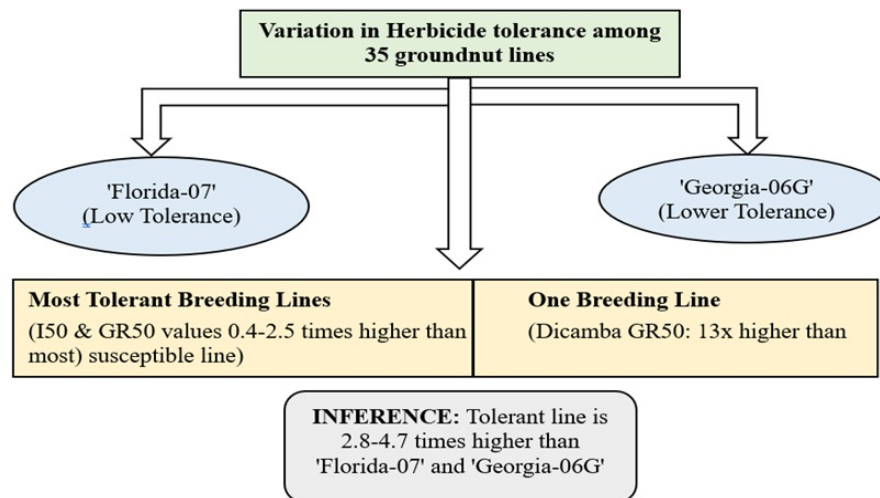 Variation in Herbicide tolerance among
35 groundnut lines
'Florida-07'
(Low Tolerance)
'Georgia-06G'
(Lower Tolerance)
Most Tolerant Breeding Lines
(I50 & GR50 values 0.4-2.5 times higher than
most) susceptible line)
One Breeding Line
(Dicamba GR50: 13x higher than
INFERENCE: Tolerant line is
2.8-4.7 times higher than
'Florida-07' and 'Georgia-06G'